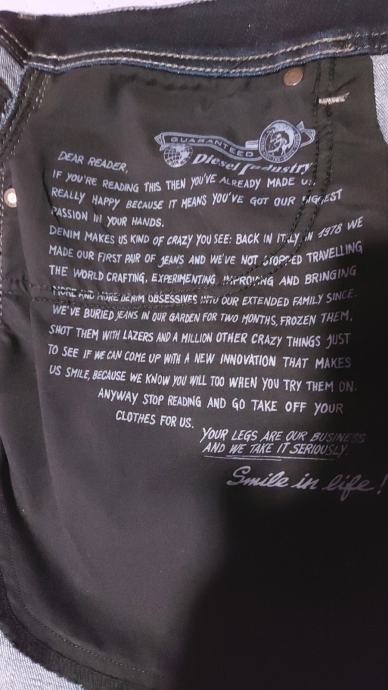 GUARANTEED
Diesel Industry
DEAR READER,
IF YOU'RE READING THIS THEN YOU'VE ALREADY MADE US
REALLY HAPPY BECAUSE IT MEANS YOU'VE GOT OUR BIGGEST
PASSION IN YOUR HANDS.
DENIM MAKES US KIND OF CRAZY YOU SEE: BACK IN ITALY IN 1978 WE
MADE OUR FIRST PAIR OF JEANS AND WE'VE NOT STOPPED TRAVELLING
THE WORLD CRAFTING, EXPERIMENTING, IMPROVING AND BRINGING
MORE AND MORE DENIM OBSESSIVES INTO OUR EXTENDED FAMILY SINCE.
WE'VE BURIED JEANS IN OUR GARDEN FOR TWO MONTHS, FROZEN THEM,
SHOT THEM WITH LAZERS AND A MILLION OTHER CRAZY THINGS JUST
TO SEE IF WE CAN COME UP WITH A NEW INNOVATION THAT MAKES
US SMILE, BECAUSE WE KNOW YOU WILL TOO WHEN YOU TRY THEM ON.
ANYWAY STOP READING AND GO TAKE OFF YOUR
CLOTHES FOR US.
YOUR LEGS ARE OUR BUSINESS
AND WE TAKE IT SERIOUSLY.
Smile in life!